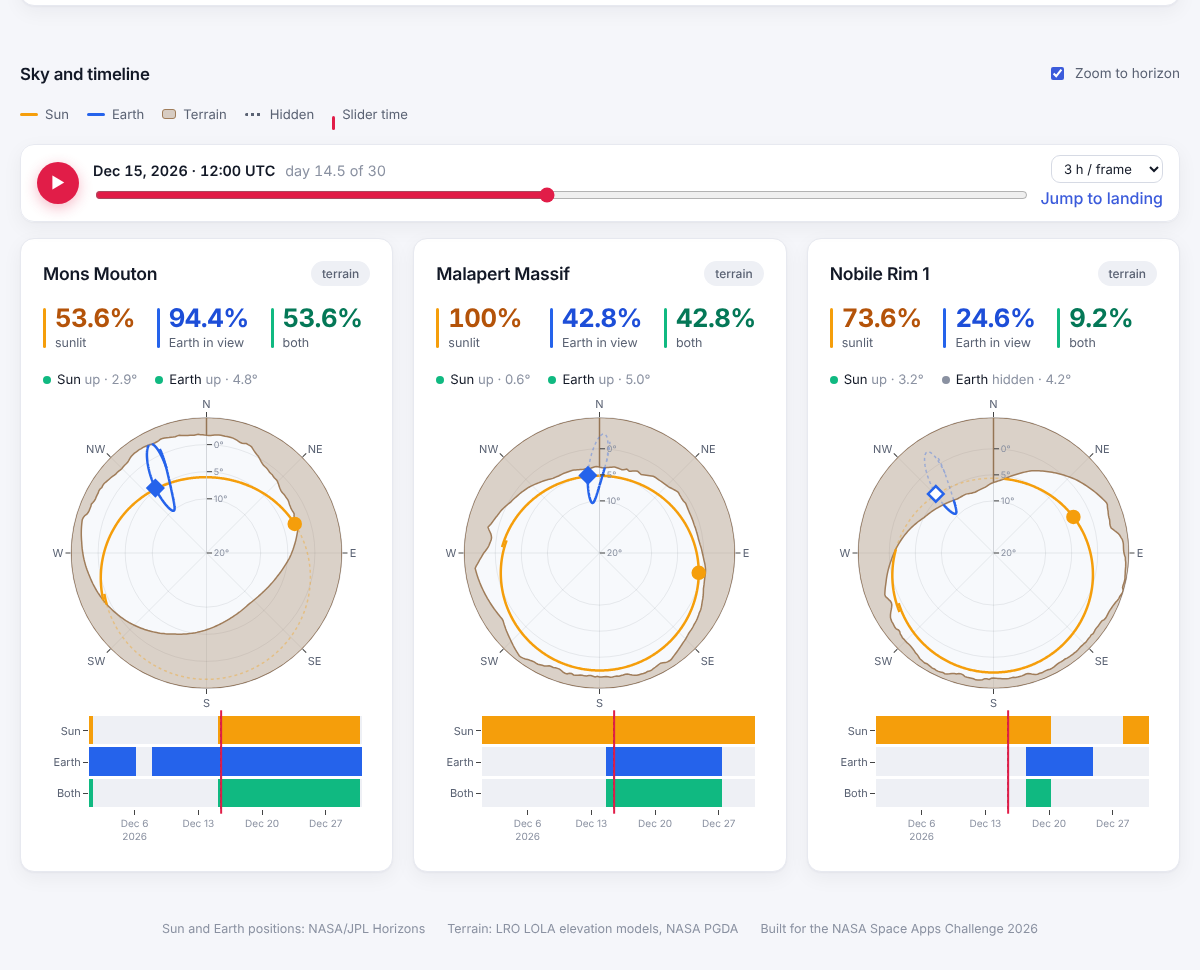 Sky and timeline
Zoom to horizon
Sun Earth Terrain Hidden Slider time
Dec 15, 2026 · 12:00 UTC day 14.5 of 30
3 h / frame
Jump to landing
Mons Mouton
terrain
53.6% 94.4% 53.6%
sunlit Earth in view both
Sun up · 2.9° Earth up · 4.8°
N
NW NE
0°
5°
10°
W 20° E
SW SE
S
Sun
Earth
Both
Dec 6 Dec 13 Dec 20 Dec 27
2026
Malapert Massif
terrain
100% 42.8% 42.8%
sunlit Earth in view both
Sun up · 0.6° Earth up · 5.0°
N
NW NE
0°
5°
10°
W 20° E
SW SE
S
Sun
Earth
Both
Dec 6 Dec 13 Dec 20 Dec 27
2026
Nobile Rim 1
terrain
73.6% 24.6% 9.2%
sunlit Earth in view both
Sun up · 3.2° Earth hidden · 4.2°
N
NW NE
0°
5°
10°
W 20° E
SW SE
S
Sun
Earth
Both
Dec 6 Dec 13 Dec 20 Dec 27
2026
Sun and Earth positions: NASA/JPL Horizons Terrain: LRO LOLA elevation models, NASA PGDA Built for the NASA Space Apps Challenge 2026